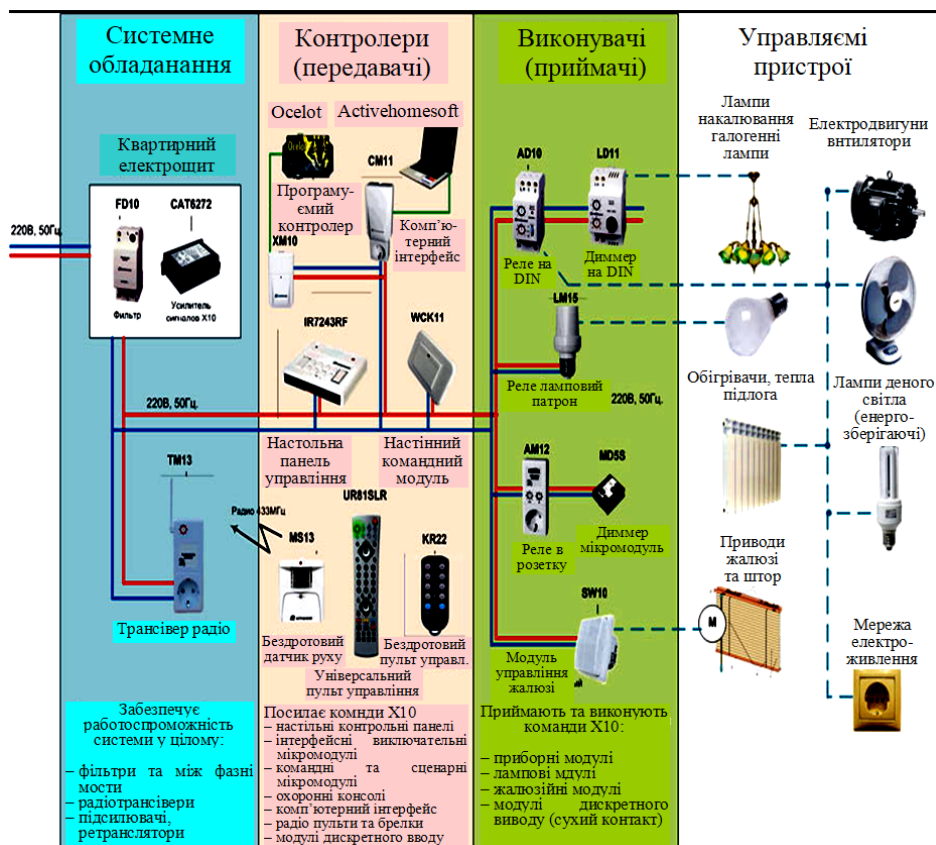 Системне
обладанання
Контролери
(передавачі)
Виконувачі
(приймачі)
Управляємі
пристрої
Квартирний
електрощит
FD10
CAT6272
Фильтр
Усилитель
сигналов X10
220В, 50Гц.
Ocelot
Activehomesoft
CM11
Програму-
ємий
контролер
XM10
Комп’ю-
терний
інтерфейс
IR7243RF
WCK11
220В, 50Гц.
Настольна
панель
управління
Настінний
командний
модуль
TM13
Радио 433МГц
Трансівер радіо
MS13
UR81SLR
KR22
Бездротовий
датчик руху
Бездротовий
пульт управл.
Універсальний
пульт управління
AD10
LD11
Реле на
DIN
Диммер
на DIN
LM15
Реле ламповий
патрон
220В, 50Гц.
AM12
MD5S
Реле в
розетку
Диммер
мікромодуль
SW10
Модуль
управління
жалюзі
Лампи
накалювання
галогенні
лампи
Електродвигуни
внтилятори
Обігрівачі, тепла
підлога
Лампи деного
світла
(енерго-
зберігаючі)
Приводи
жалюзі
та штор
M
Мережа
електро-
живлення
Забезпечує
работоспроможність
системи у цілому:
– фільтри та між фазні
мости
– радіотрансівери
– підсилювачі,
ретранслятори
Посилає комнди X10
– настільні контрольні панелі
– інтерфейсні виключательні
мікромодулі
– командні та сценарні
мікромодулі
– охоронні консолі
– комп’ютерний інтерфейс
– радіо пульти та брелки
– модулі дискретного вводу
Приймають та виконують
команди X10:
– приборні модулі
– лампові мдулі
– жалюзійні модулі
– модулі дискретного
виводу (сухий контакт)